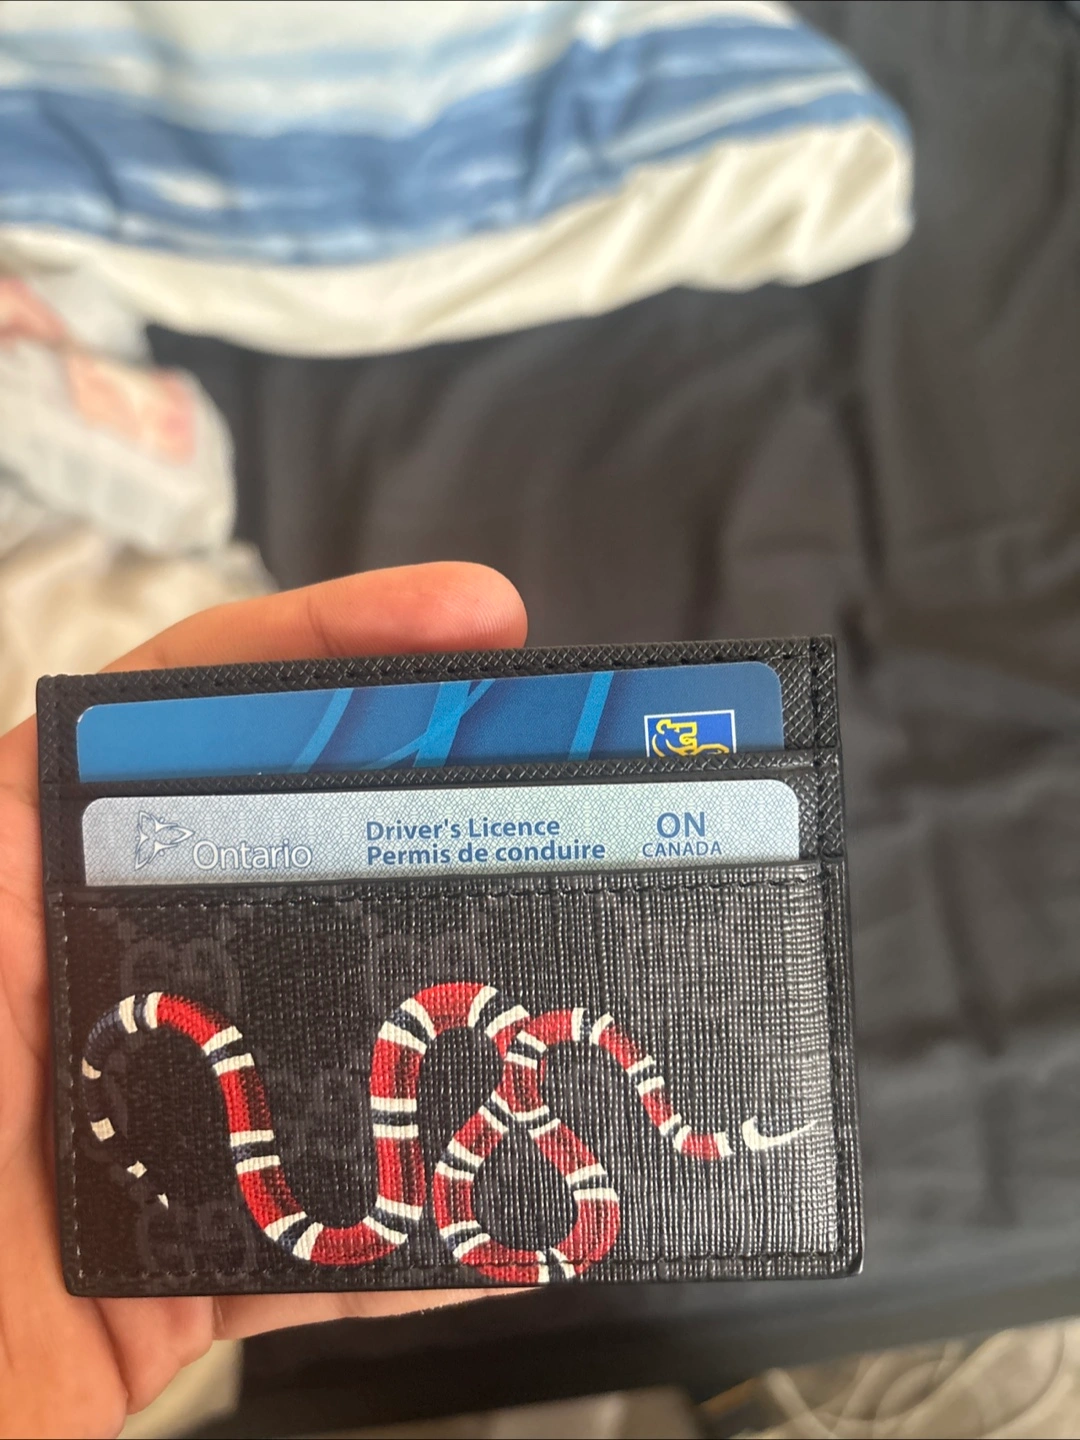 Ontario
Driver's Licence
Permis de conduire
ON
CANADA